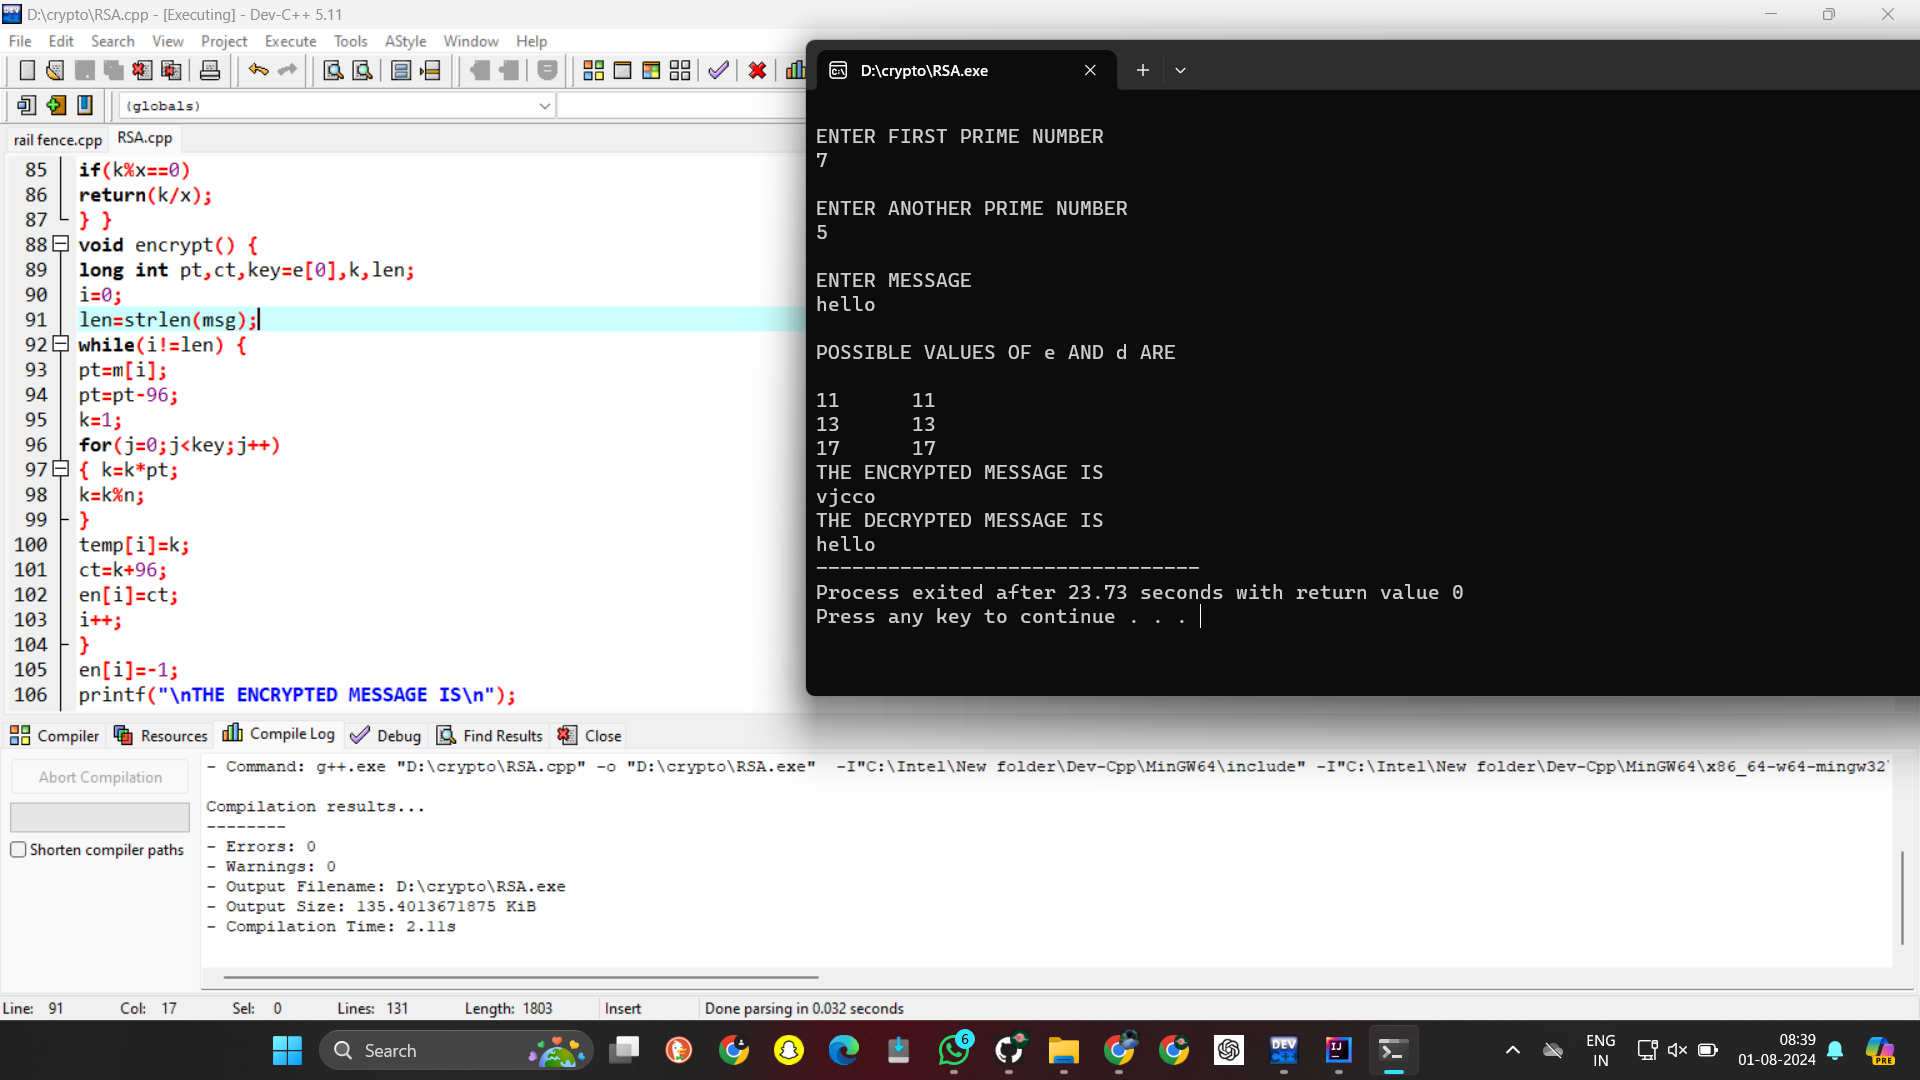 D:\crypto\RSA.cpp - [Executing] - Dev-C++ 5.11
File Edit Search View Project Execute Tools AStyle Window Help
(globals)
rail fence.cpp RSA.cpp
85 if(k%x==0)
86 return(k/x);
87 } }
88 void encrypt() {
89 long int pt,ct,key=e[0],k,len;
90 i=0;
91 len=strlen(msg);
92 while(i!=len) {
93 pt=m[i];
94 pt=pt-96;
95 k=1;
96 for(j=0;j<key;j++)
97 { k=k*pt;
98 k=k%n;
99 }
100 temp[i]=k;
101 ct=k+96;
102 en[i]=ct;
103 i++;
104 }
105 en[i]=-1;
106 printf("\nTHE ENCRYPTED MESSAGE IS\n");
D:\crypto\RSA.exe
ENTER FIRST PRIME NUMBER
7
ENTER ANOTHER PRIME NUMBER
5
ENTER MESSAGE
hello
POSSIBLE VALUES OF e AND d ARE
11 11
13 13
17 17
THE ENCRYPTED MESSAGE IS
vjcco
THE DECRYPTED MESSAGE IS
hello
--------------------------------
Process exited after 23.73 seconds with return value 0
Press any key to continue . . .
Compiler Resources Compile Log Debug Find Results Close
Abort Compilation
Shorten compiler paths
- Command: g++.exe "D:\crypto\RSA.cpp" -o "D:\crypto\RSA.exe" -I"C:\Intel\New folder\Dev-Cpp\MinGW64\include" -I"C:\Intel\New folder\Dev-Cpp\MinGW64\x86_64-w64-mingw32
Compilation results...
--------
- Errors: 0
- Warnings: 0
- Output Filename: D:\crypto\RSA.exe
- Output Size: 135.4013671875 KiB
- Compilation Time: 2.11s
Line: 91 Col: 17 Sel: 0 Lines: 131 Length: 1803 Insert Done parsing in 0.032 seconds
Search
6
DEV
IJ
ENG
IN
08:39
01-08-2024
PRE